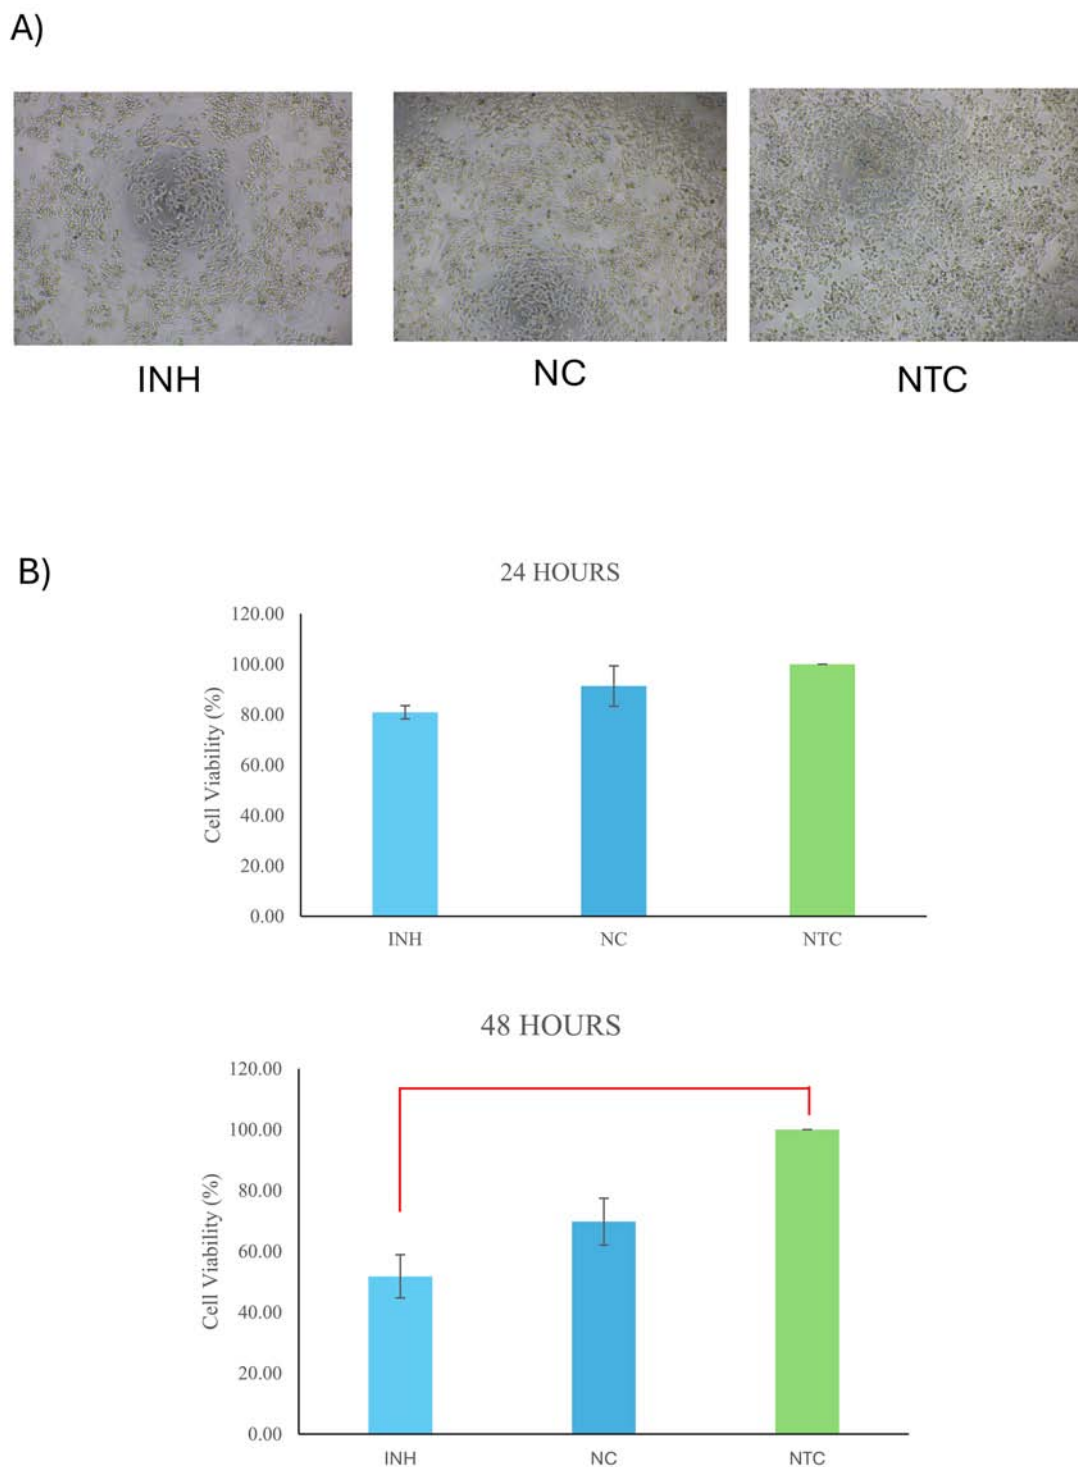 A)
INH
NC
NTC
B)
24 HOURS
Cell Viability (%)
120.00
100.00
80.00
60.00
40.00
20.00
0.00
INH NC NTC
48 HOURS
Cell Viability (%)
120.00
100.00
80.00
60.00
40.00
20.00
0.00
INH NC NTC